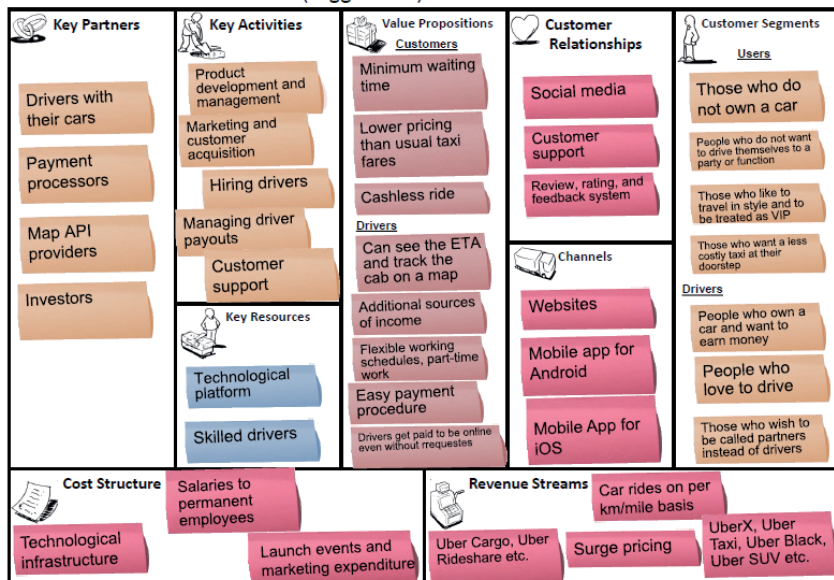 Key Partners
Drivers with
their cars
Payment
processors
Map API
providers
Investors
Key Activities
Product
development and
management
Marketing and
customer
acquisition
Hiring drivers
Managing driver
payouts
Customer
support
Key Resources
Technological
platform
Skilled drivers
Value Propositions
Customers
Minimum waiting
time
Lower pricing
than usual taxi
fares
Cashless ride
Drivers
Can see the ETA
and track the
cab on a map
Additional sources
of income
Flexible working
schedules, part-time
work
Easy payment
procedure
Drivers get paid to be online
even without rrequestes
Customer
Relationships
Social media
Customer
support
Review, rating, and
feedback system
Channels
Websites
Mobile app for
Android
Mobile App for
iOS
Customer Segments
Users
Those who do
not own a car
People who do not want
to drive themselves to a
party or function
Those who like to
travel in style and to
be treated as VIP
Those who want a less
costly taxi at their
doorstep
Drivers
People who own a
car and want to
earn money
People who
love to drive
Those who wish to
be called partners
instead of drivers
Cost Structure
Technological
infrastructure
Salaries to
permanent
employees
Launch events and
marketing expenditure
Revenue Streams
Uber Cargo, Uber
Rideshare etc.
Surge pricing
Car rides on per
km/mile basis
UberX, Uber
Taxi, Uber Black,
Uber SUV etc.